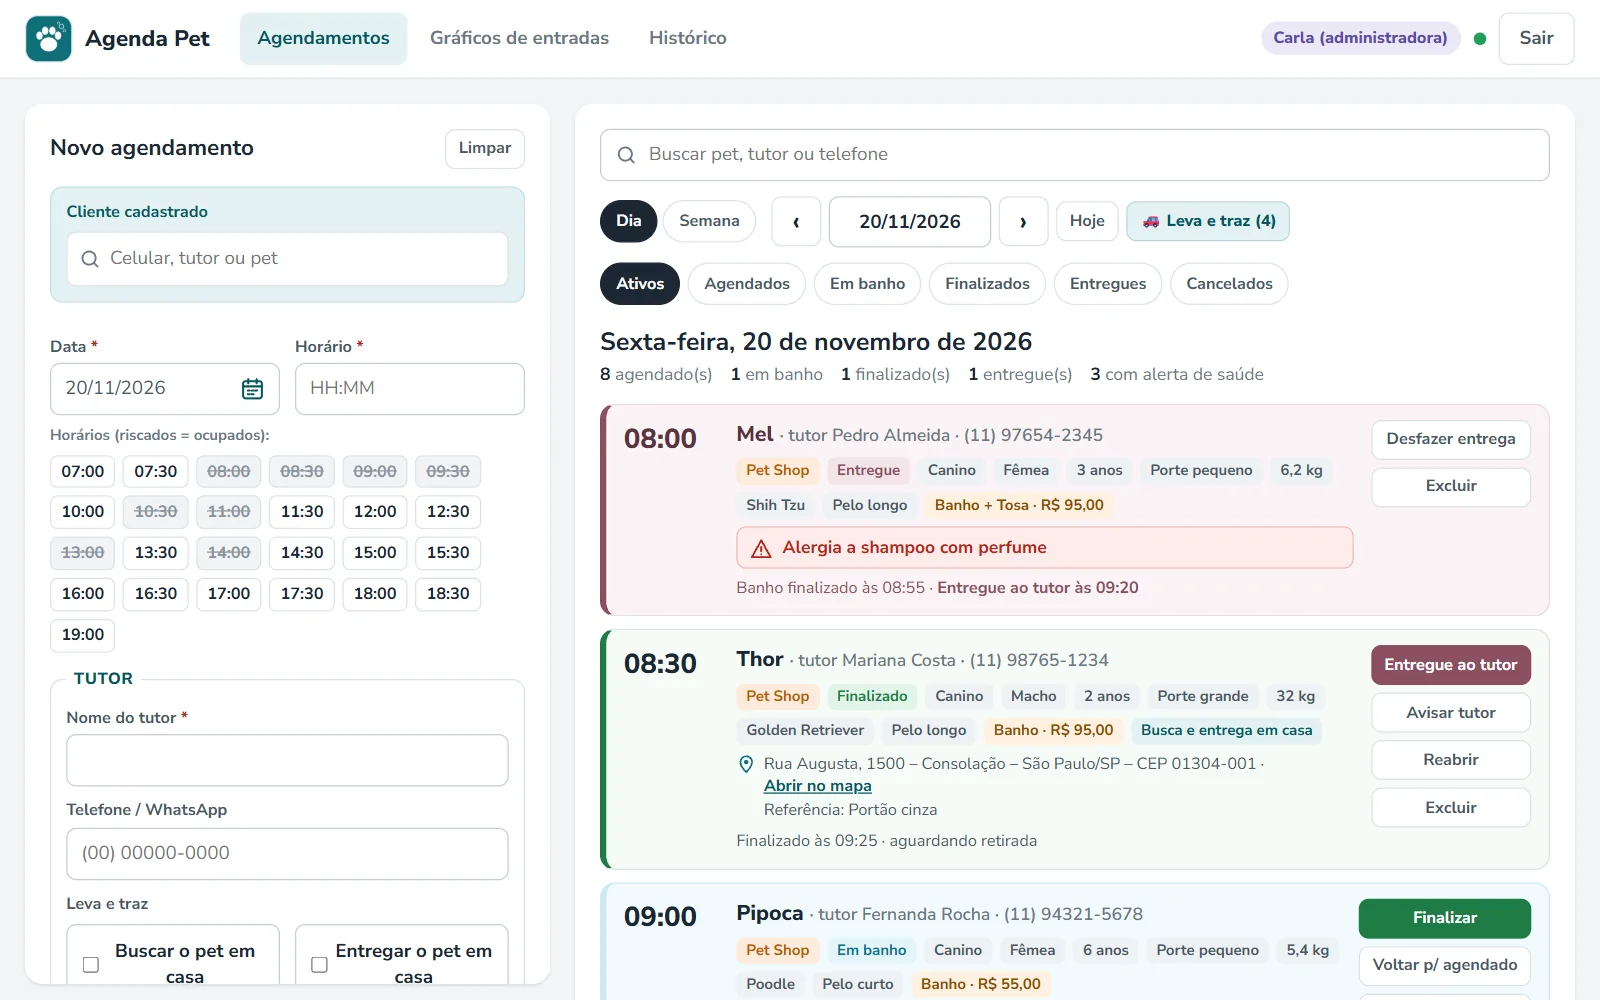 Agenda Pet
Agendamentos
Gráficos de entradas
Histórico
Carla (administradora)
Sair
Novo agendamento
Limpar
Cliente cadastrado
Celular, tutor ou pet
Data *
Horário *
20/11/2026
HH:MM
Horários (riscados = ocupados):
07:00 07:30 08:00 08:30 09:00 09:30
10:00 10:30 11:00 11:30 12:00 12:30
13:00 13:30 14:00 14:30 15:00 15:30
16:00 16:30 17:00 17:30 18:00 18:30
19:00
TUTOR
Nome do tutor *
Telefone / WhatsApp
(00) 00000-0000
Leva e traz
Buscar o pet em
casa
Entregar o pet em
casa
Buscar pet, tutor ou telefone
Dia
Semana
‹
20/11/2026
›
Hoje
Leva e traz (4)
Ativos
Agendados
Em banho
Finalizados
Entregues
Cancelados
Sexta-feira, 20 de novembro de 2026
8 agendado(s) 1 em banho 1 finalizado(s) 1 entregue(s) 3 com alerta de saúde
08:00
Mel · tutor Pedro Almeida · (11) 97654-2345
Pet Shop Entregue Canino Fêmea 3 anos Porte pequeno 6,2 kg
Shih Tzu Pelo longo Banho + Tosa · R$ 95,00
Alergia a shampoo com perfume
Banho finalizado às 08:55 · Entregue ao tutor às 09:20
Desfazer entrega
Excluir
08:30
Thor · tutor Mariana Costa · (11) 98765-1234
Pet Shop Finalizado Canino Macho 2 anos Porte grande 32 kg
Golden Retriever Pelo longo Banho · R$ 95,00 Busca e entrega em casa
Rua Augusta, 1500 – Consolação – São Paulo/SP – CEP 01304-001 ·
Abrir no mapa
Referência: Portão cinza
Finalizado às 09:25 · aguardando retirada
Entregue ao tutor
Avisar tutor
Reabrir
Excluir
09:00
Pipoca · tutor Fernanda Rocha · (11) 94321-5678
Pet Shop Em banho Canino Fêmea 6 anos Porte pequeno 5,4 kg
Poodle Pelo curto Banho · R$ 55,00
Finalizar
Voltar p/ agendado